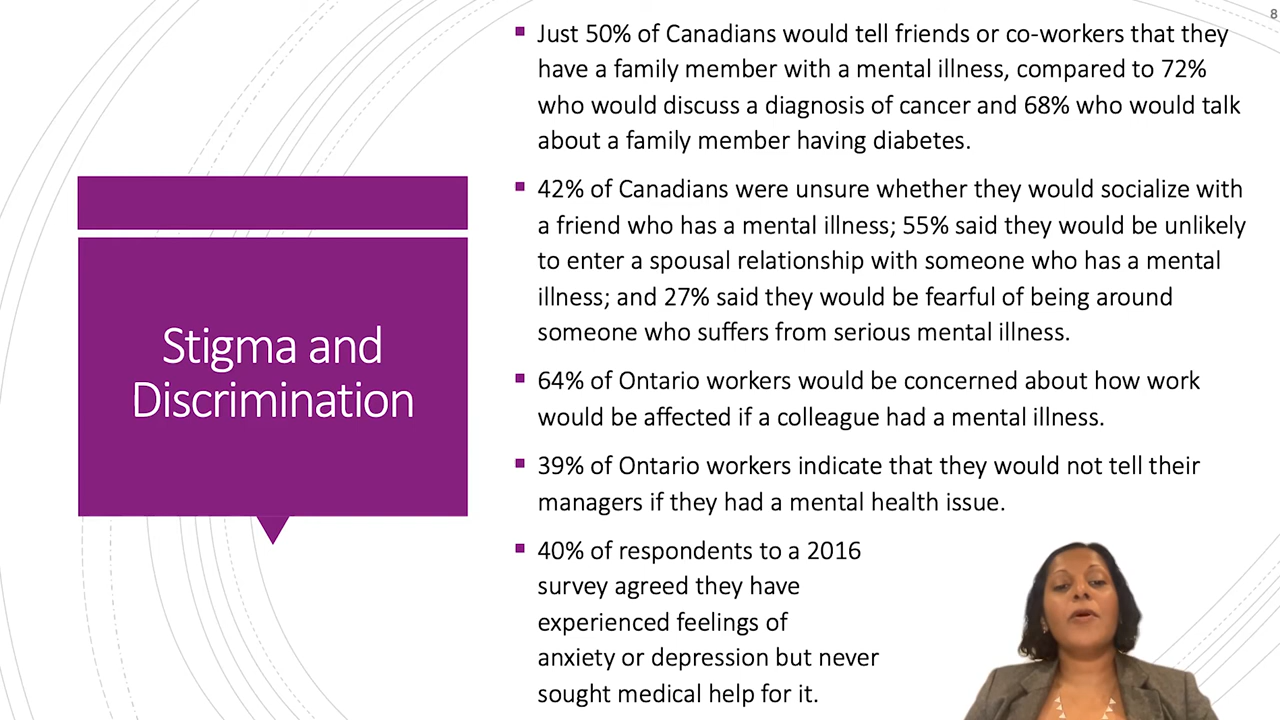 8
Stigma and
Discrimination
▪ Just 50% of Canadians would tell friends or co-workers that they
have a family member with a mental illness, compared to 72%
who would discuss a diagnosis of cancer and 68% who would talk
about a family member having diabetes.
▪ 42% of Canadians were unsure whether they would socialize with
a friend who has a mental illness; 55% said they would be unlikely
to enter a spousal relationship with someone who has a mental
illness; and 27% said they would be fearful of being around
someone who suffers from serious mental illness.
▪ 64% of Ontario workers would be concerned about how work
would be affected if a colleague had a mental illness.
▪ 39% of Ontario workers indicate that they would not tell their
managers if they had a mental health issue.
▪ 40% of respondents to a 2016
survey agreed they have
experienced feelings of
anxiety or depression but never
sought medical help for it.